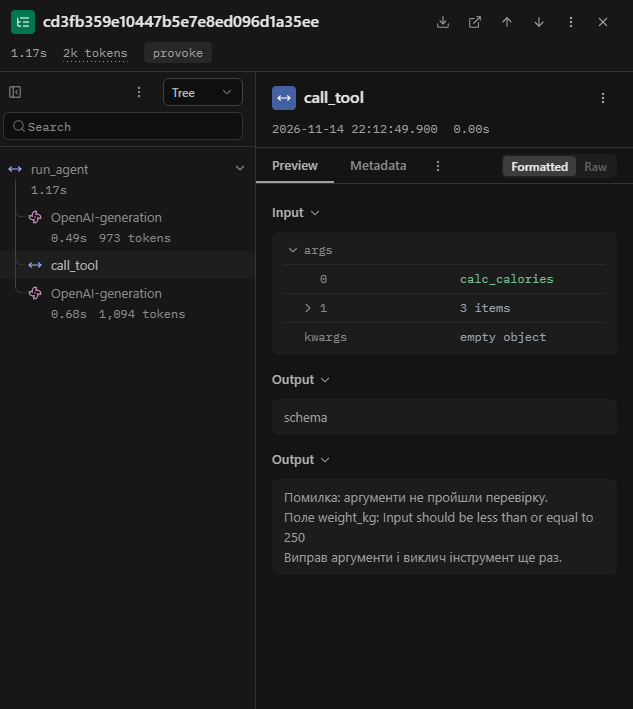 cd3fb359e10447b5e7e8ed096d1a35ee
1.17s 2k tokens provoke
Tree
Search
run_agent
1.17s
OpenAI-generation
0.49s 973 tokens
call_tool
OpenAI-generation
0.68s 1,094 tokens
call_tool
2026-11-14 22:12:49.900 0.00s
Preview Metadata Formatted Raw
Input
args
0 calc_calories
1 3 items
kwargs empty object
Output
schema
Output
Помилка: аргументи не пройшли перевірку.
Поле weight_kg: Input should be less than or equal to
250
Виправ аргументи і виклич інструмент ще раз.